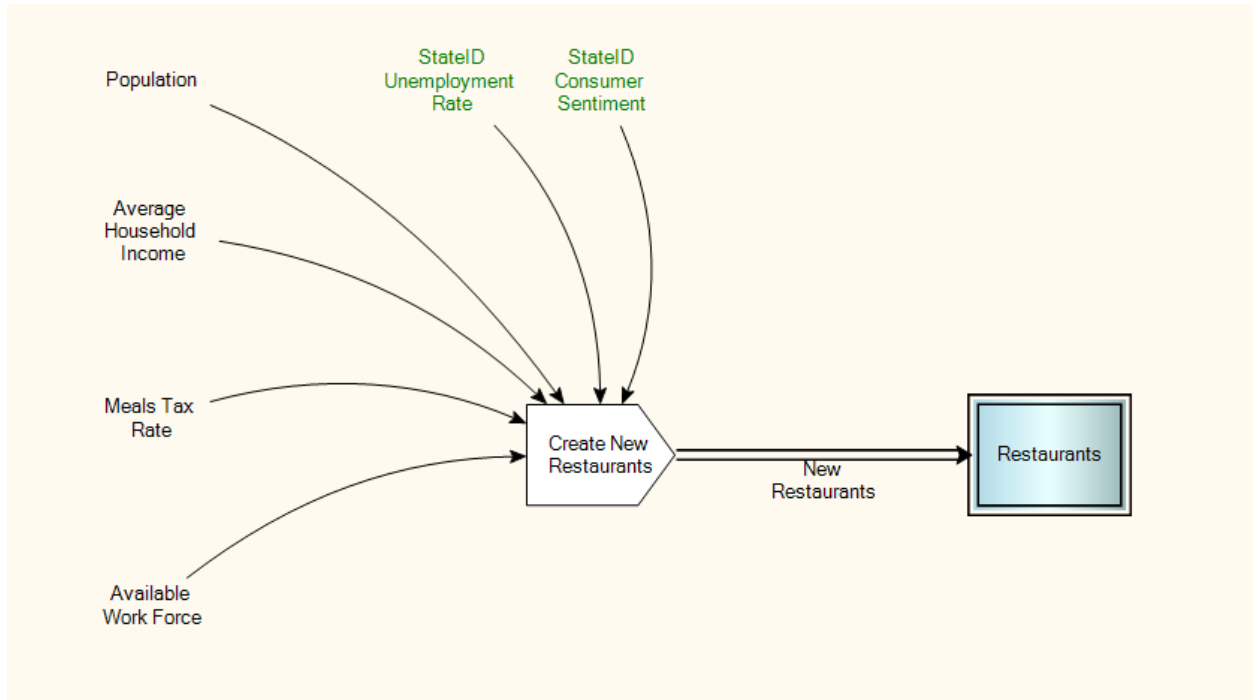 Population
StateID
Unemployment
Rate
StateID
Consumer
Sentiment
Average
Household
Income
Meals Tax
Rate
Create New
Restaurants
New
Restaurants
Restaurants
Available
Work Force